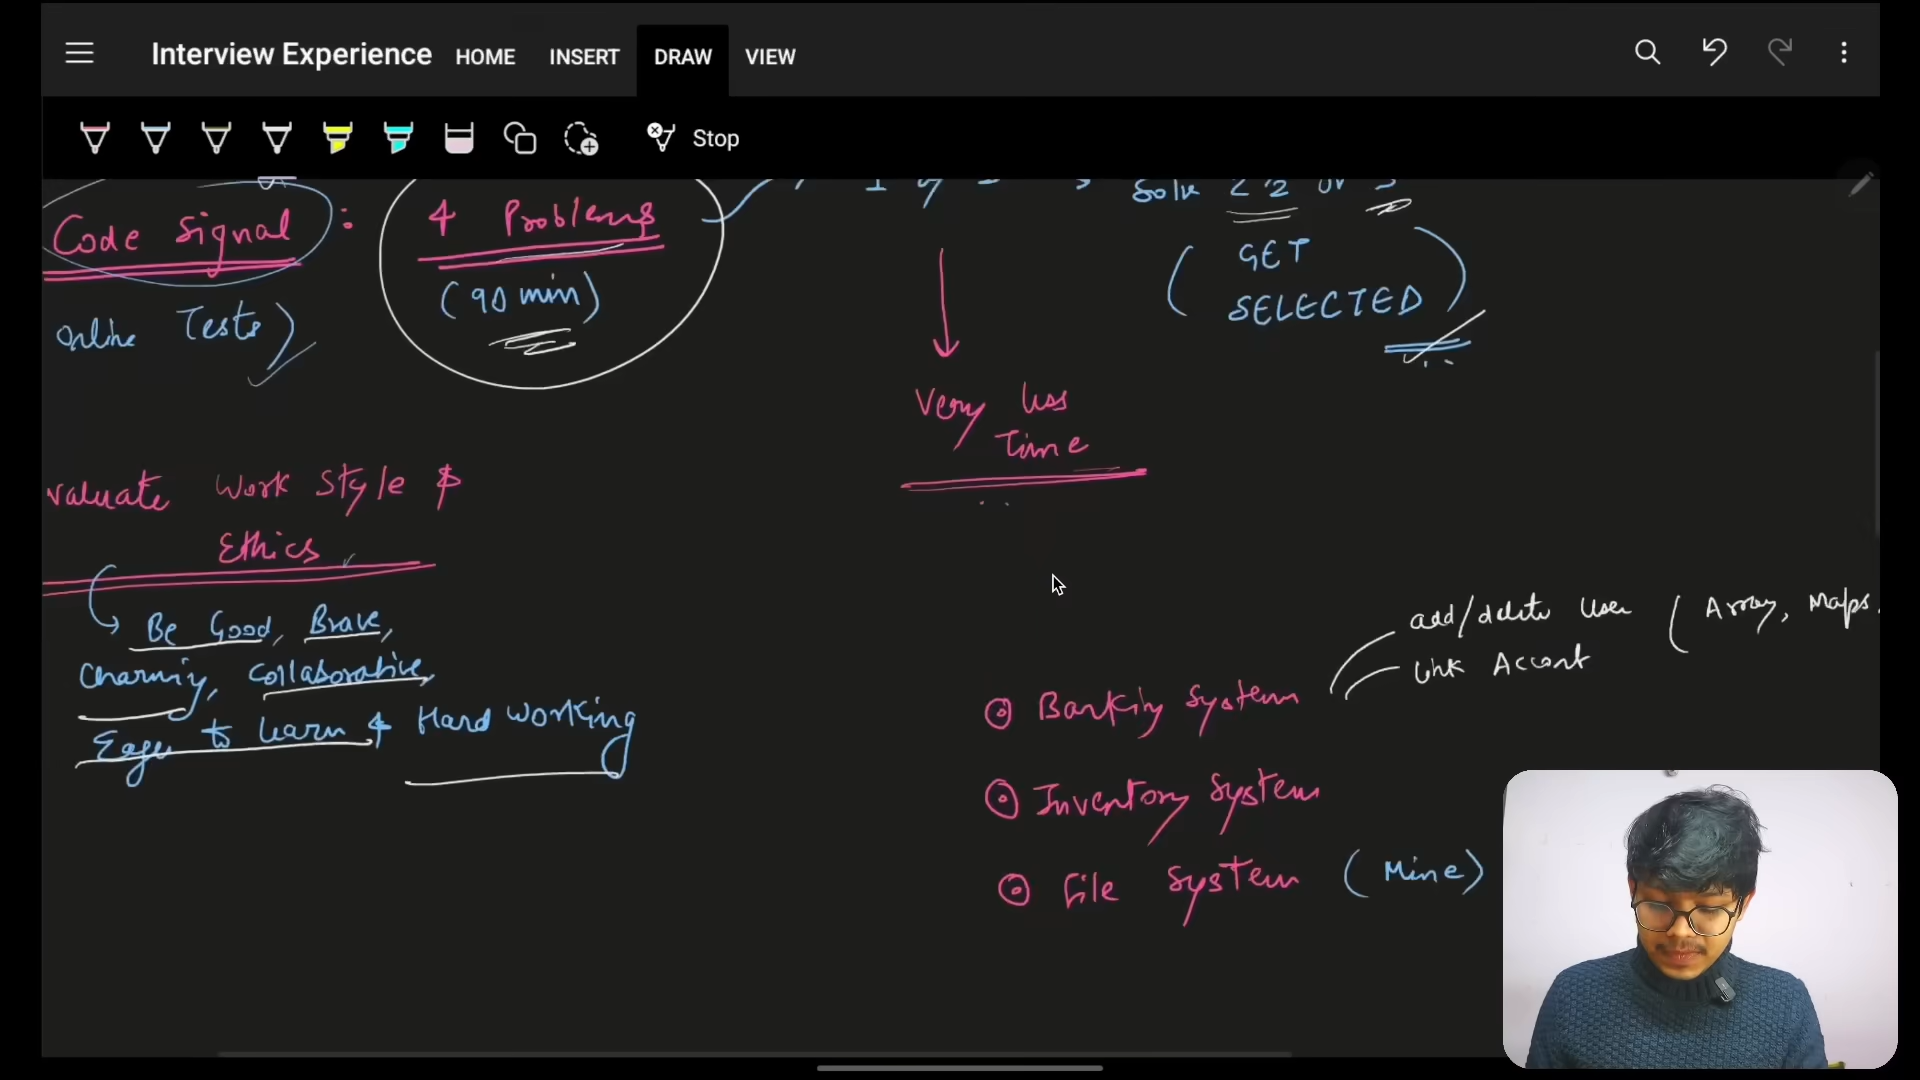 Interview Experience HOME INSERT DRAW VIEW
Stop
Code Signal :
4 Problems
(90 min)
Online Tests)
Solve 2
or 3
( GET
SELECTED )
Very less
Time
valuate Work Style &
Ethics
Be Good, Brave,
Charming, Collaborative,
Eager to learn & Hard Working
add/delete User ( Array, Maps.
Link Account
Banking System
Inventory System
File System (Mine)